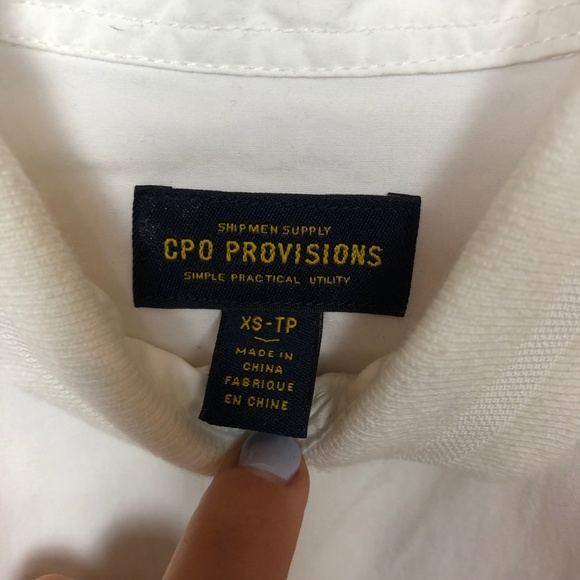 SHIPMEN SUPPLY
CPO PROVISIONS
SIMPLE PRACTICAL UTILITY
XS-TP
MADE IN
CHINA
FABRIQUE
EN CHINE